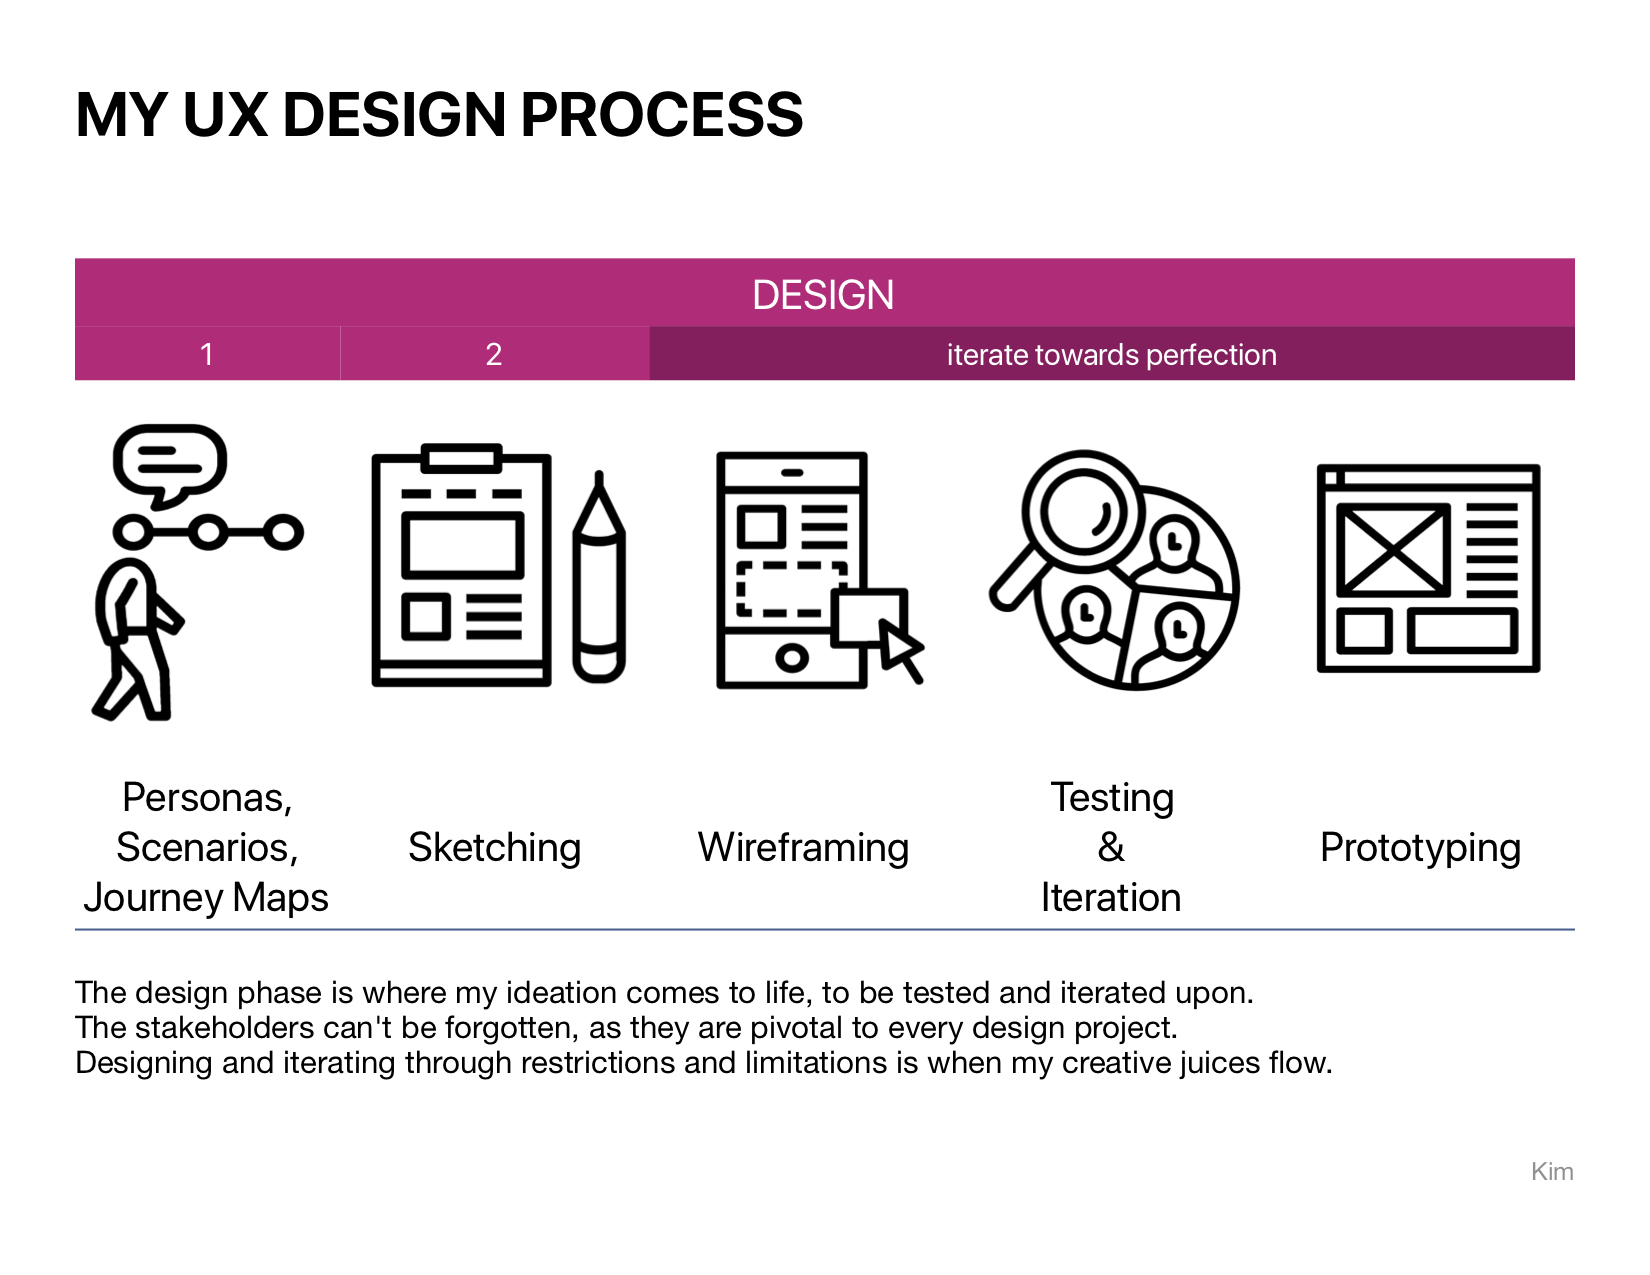 MY UX DESIGN PROCESS
DESIGN
1
2
iterate towards perfection
Personas,
Scenarios,
Journey Maps
Sketching
Wireframing
Testing
&
Iteration
Prototyping
The design phase is where my ideation comes to life, to be tested and iterated upon.
The stakeholders can't be forgotten, as they are pivotal to every design project.
Designing and iterating through restrictions and limitations is when my creative juices flow.
Kim